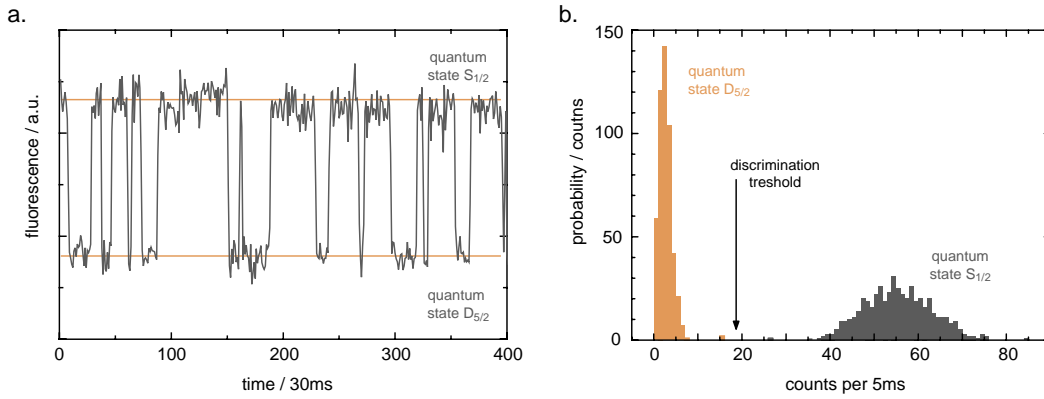 a.
quantum
state S1/2
fluorescence / a.u.
quantum
state D5/2
0 100 200 300 400
time / 30ms
b.
150
100
50
0
probability / coutns
quantum
state D5/2
discrimination
treshold
quantum
state S1/2
0 20 40 60 80
counts per 5ms